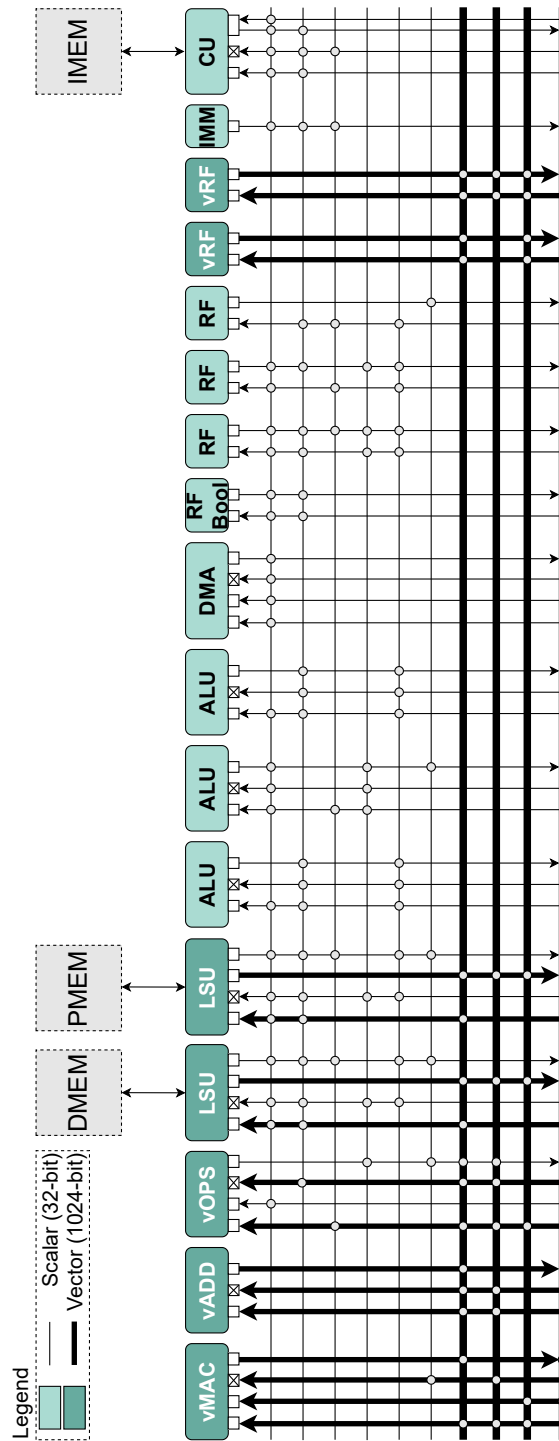 Legend
Scalar (32-bit)
Vector (1024-bit)
DMEM
PMEM
IMEM
vMAC
vADD
vOPS
LSU
LSU
ALU
ALU
ALU
DMA
RF
Bool
RF
RF
RF
vRF
vRF
IMM
CU